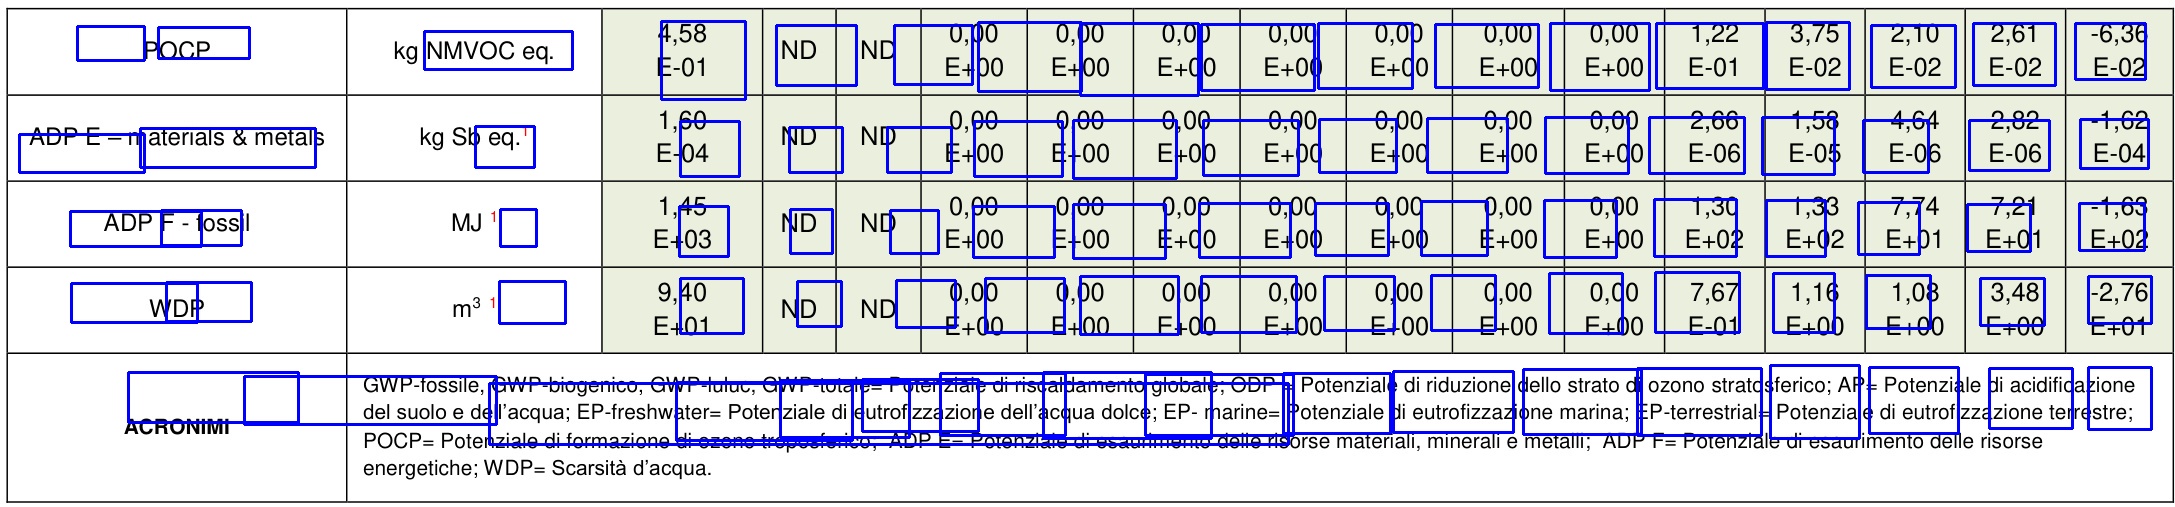 POCP kg NMVOC eq. 4,58 E-01 ND ND 0,00 E+00 0,00 E+00 0,00 E+00 0,00 E+00 0,00 E+00 0,00 E+00 0,00 E+00 1,22 E-01 3,75 E-02 2,10 E-02 2,61 E-02 -6,36 E-02
ADP E – materials & metals kg Sb eq. 1 1,60 E-04 ND ND 0,00 E+00 0,00 E+00 0,00 E+00 0,00 E+00 0,00 E+00 0,00 E+00 0,00 E+00 2,66 E-06 1,58 E-05 4,64 E-06 2,82 E-06 -1,62 E-04
ADP F - fossil MJ 1 1,45 E+03 ND ND 0,00 E+00 0,00 E+00 0,00 E+00 0,00 E+00 0,00 E+00 0,00 E+00 0,00 E+00 1,30 E+02 1,33 E+02 7,74 E+01 7,21 E+01 -1,63 E+02
WDP m³ 1 9,40 E+01 ND ND 0,00 E+00 0,00 E+00 0,00 E+00 0,00 E+00 0,00 E+00 0,00 E+00 0,00 E+00 7,67 E-01 1,16 E+00 1,08 E+00 3,48 E+00 -2,76 E+01
ACRONIMI
GWP-fossile, GWP-biogenico, GWP-luluc, GWP-totale= Potenziale di riscaldamento globale; ODP = Potenziale di riduzione dello strato di ozono stratosferico; AP= Potenziale di acidificazione
del suolo e dell'acqua; EP-freshwater= Potenziale di eutrofizzazione dell'acqua dolce; EP- marine= Potenziale di eutrofizzazione marina; EP-terrestrial= Potenziale di eutrofizzazione terrestre;
POCP= Potenziale di formazione di ozono troposferico; ADP E= Potenziale di esaurimento delle risorse materiali, minerali e metalli; ADP F= Potenziale di esaurimento delle risorse
energetiche; WDP= Scarsità d'acqua.